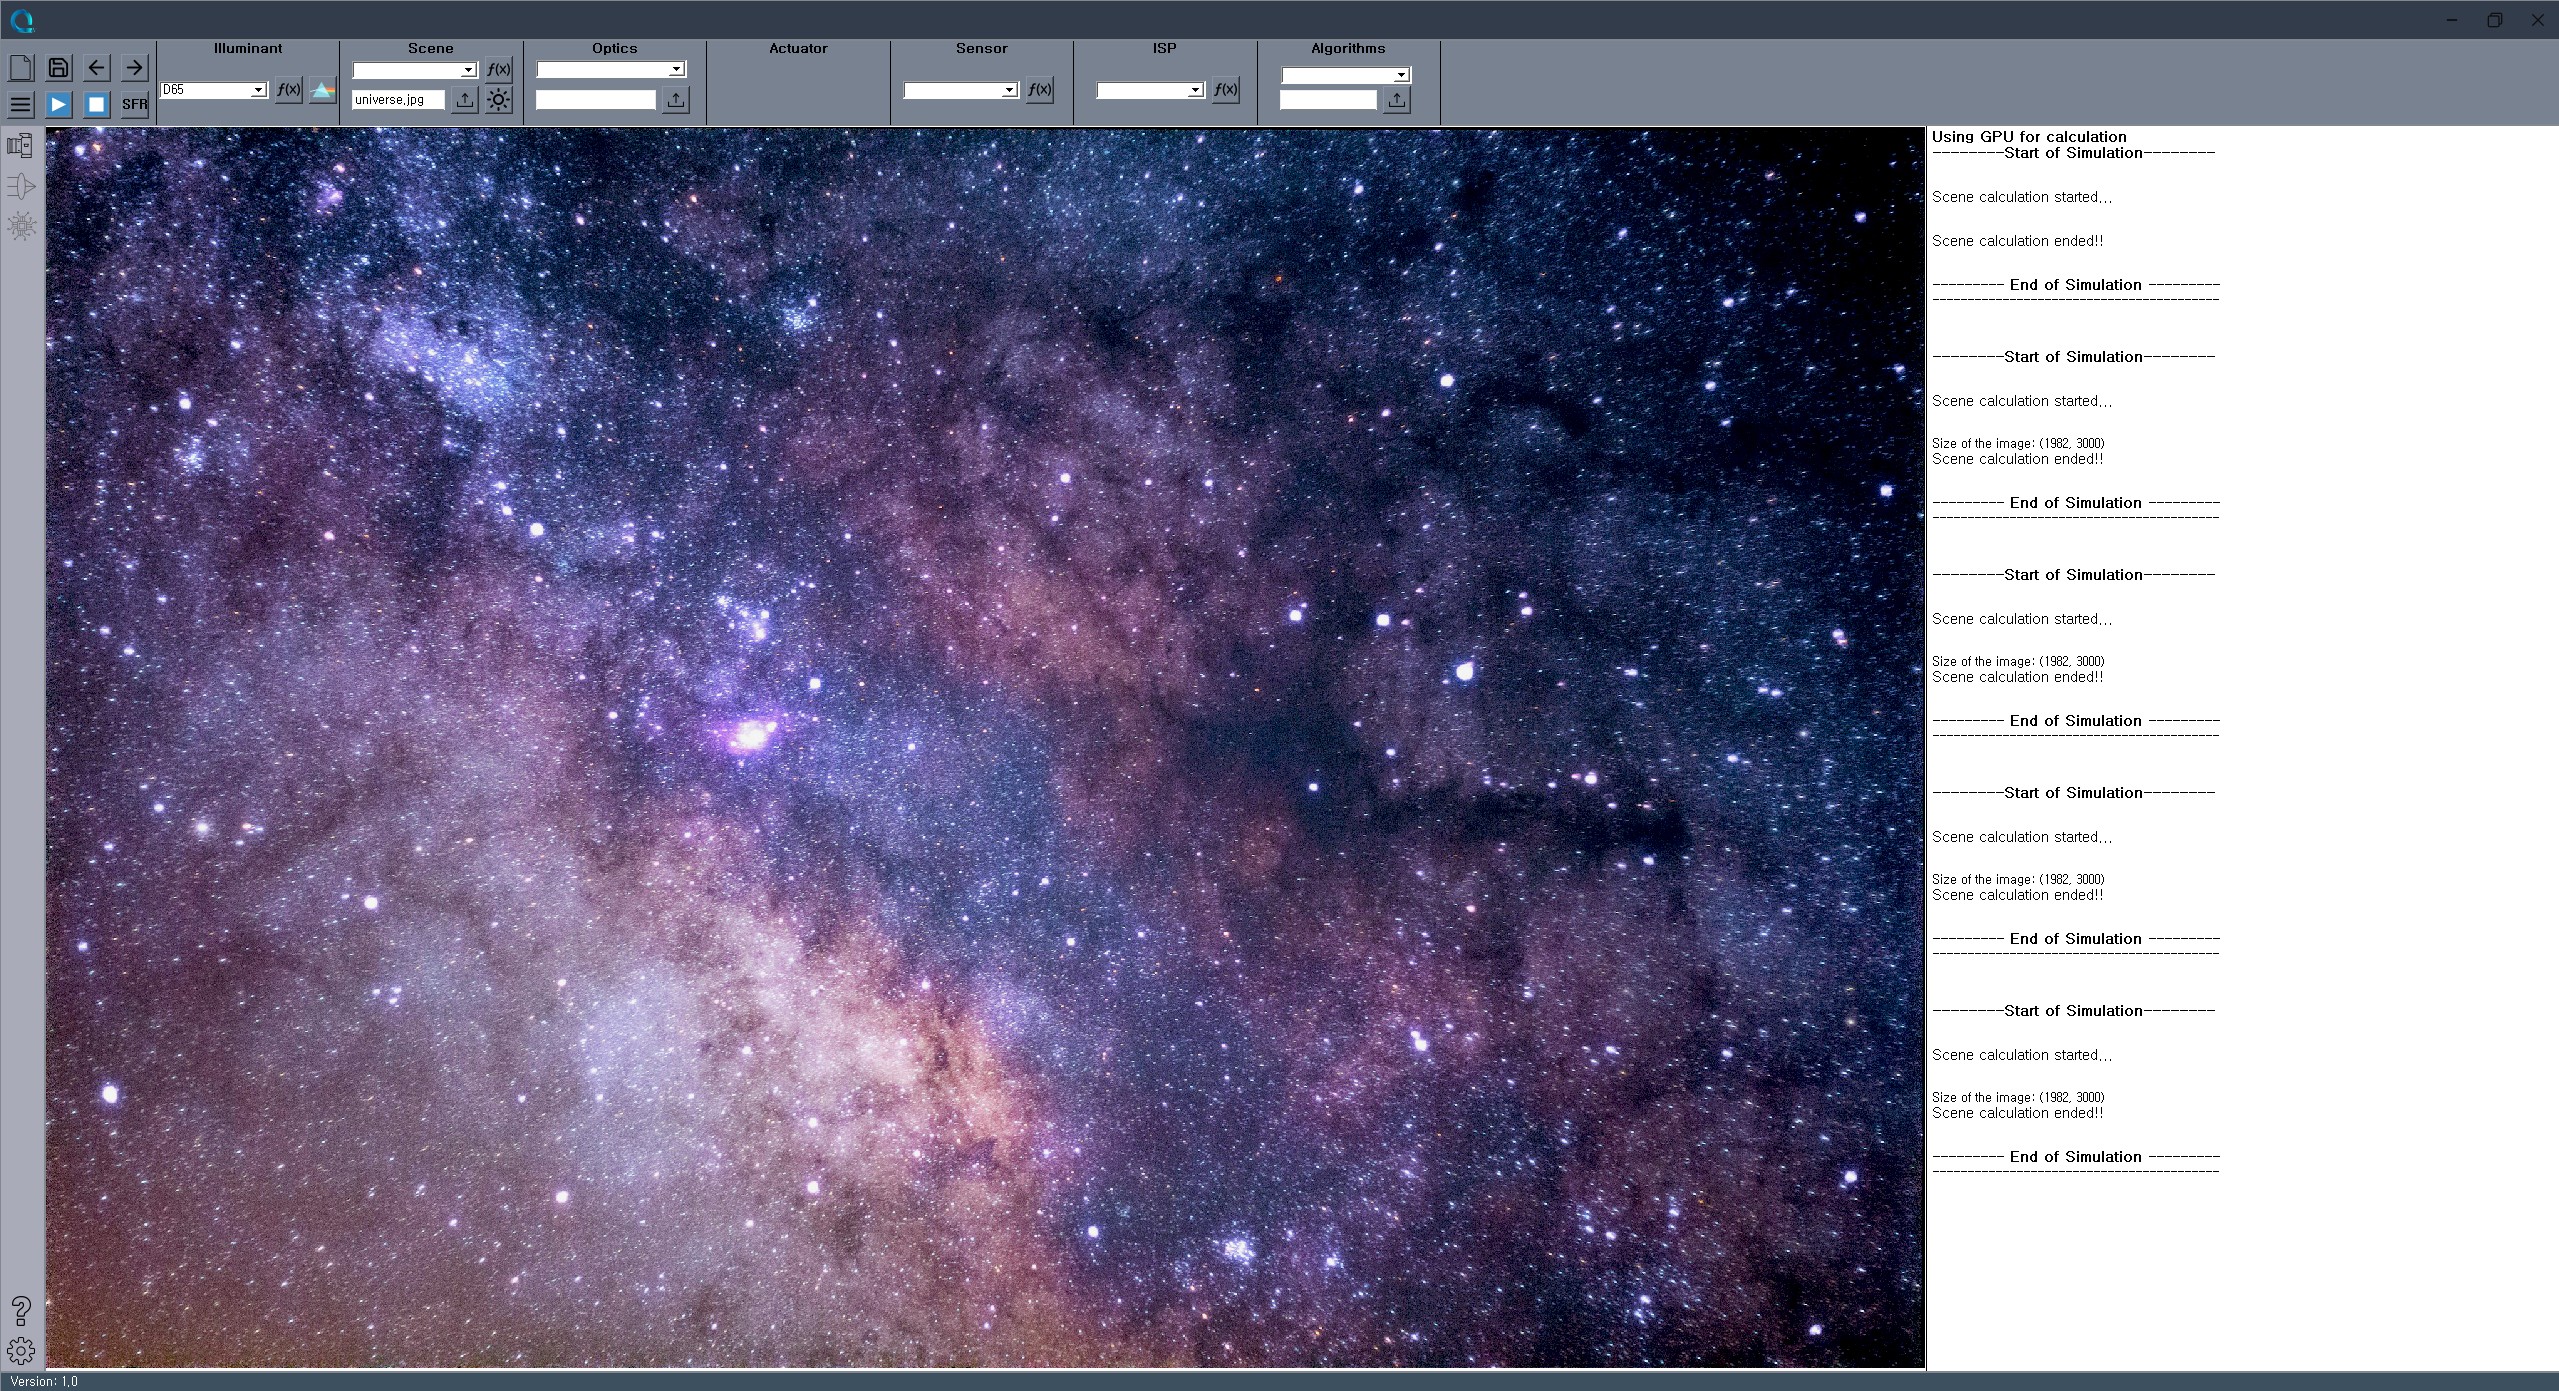 Illuminant
Scene
Optics
Actuator
Sensor
ISP
Algorithms
D65
f(x)
f(x)
universe.jpg
f(x)
f(x)
SFR
Using GPU for calculation
--------Start of Simulation--------
Scene calculation started...
Scene calculation ended!!
--------- End of Simulation ---------
-----------------------------------------
--------Start of Simulation--------
Scene calculation started...
Size of the image: (1982, 3000)
Scene calculation ended!!
--------- End of Simulation ---------
-----------------------------------------
--------Start of Simulation--------
Scene calculation started...
Size of the image: (1982, 3000)
Scene calculation ended!!
--------- End of Simulation ---------
-----------------------------------------
--------Start of Simulation--------
Scene calculation started...
Size of the image: (1982, 3000)
Scene calculation ended!!
--------- End of Simulation ---------
-----------------------------------------
--------Start of Simulation--------
Scene calculation started...
Size of the image: (1982, 3000)
Scene calculation ended!!
--------- End of Simulation ---------
-----------------------------------------
Version: 1.0